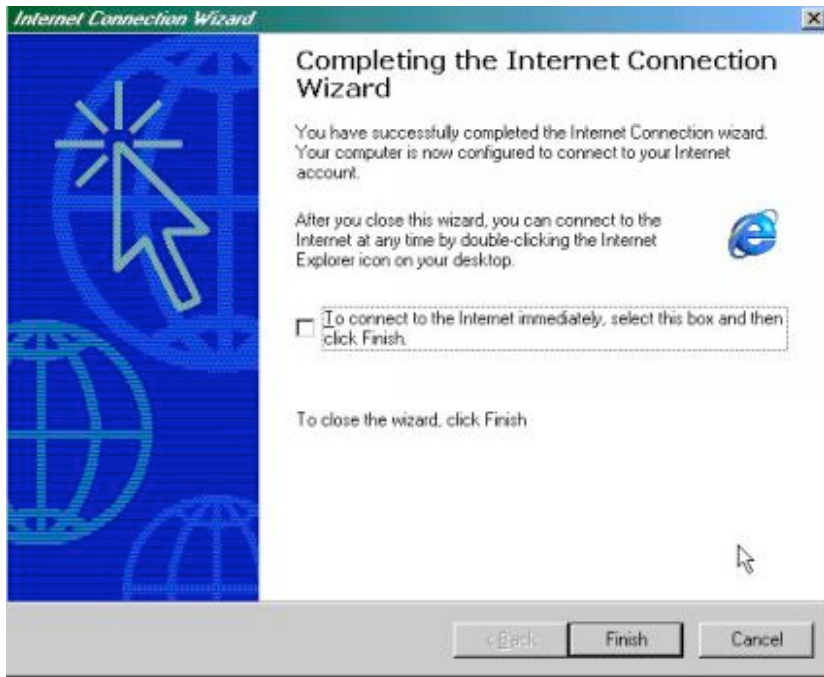 Internet Connection Wizard
Completing the Internet Connection
Wizard
You have successfully completed the Internet Connection wizard.
Your computer is now configured to connect to your Internet
account.
After you close this wizard, you can connect to the
Internet at any time by double-clicking the Internet
Explorer icon on your desktop.
To connect to the Internet immediately, select this box and then
click Finish.
To close the wizard, click Finish
< Back Finish Cancel